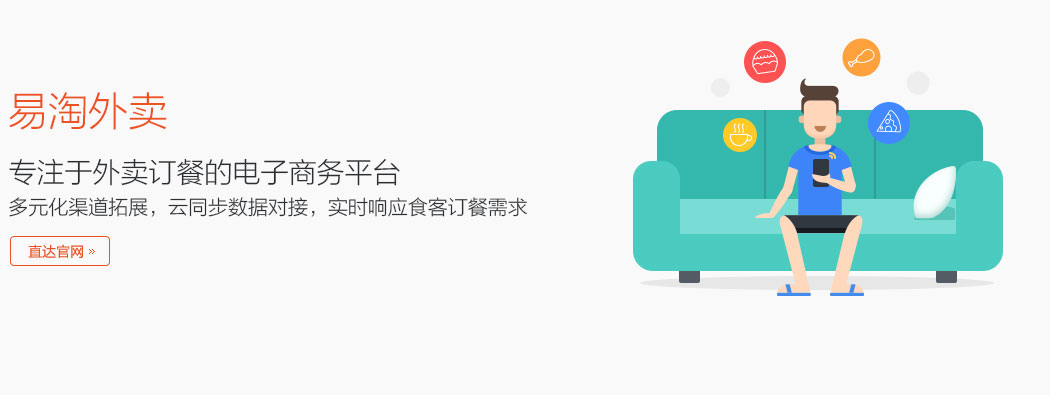 易淘外卖
专注于外卖订餐的电子商务平台
多元化渠道拓展，云同步数据对接，实时响应食客订餐需求
直达官网 »